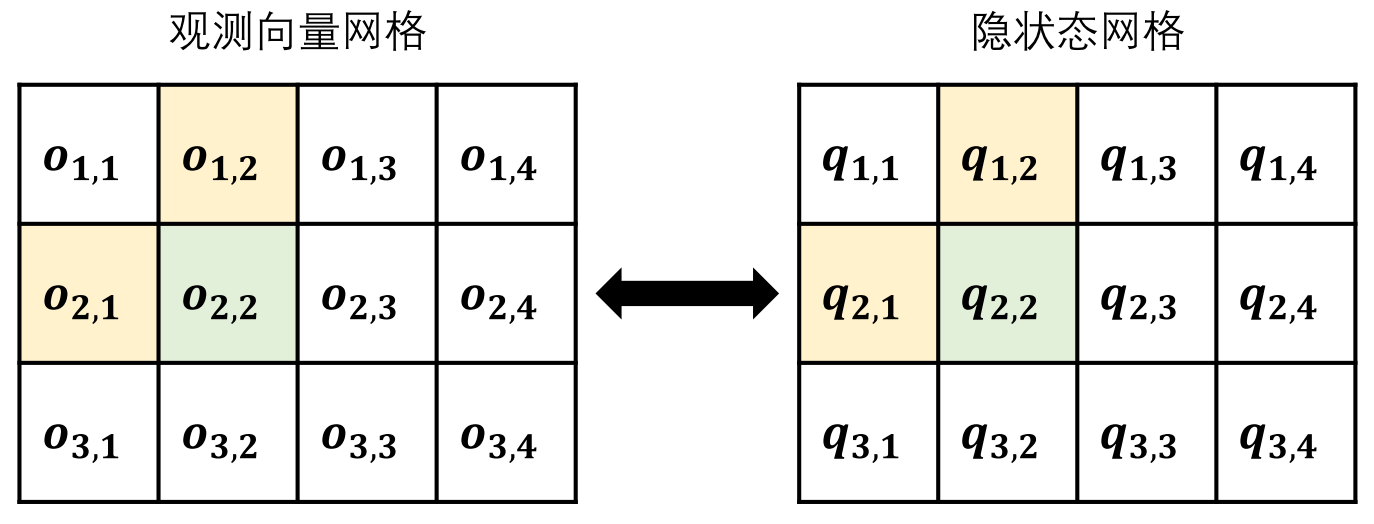 观测向量网格
隐状态网格
o1,1 o1,2 o1,3 o1,4
q1,1 q1,2 q1,3 q1,4
o2,1 o2,2 o2,3 o2,4
q2,1 q2,2 q2,3 q2,4
o3,1 o3,2 o3,3 o3,4
q3,1 q3,2 q3,3 q3,4